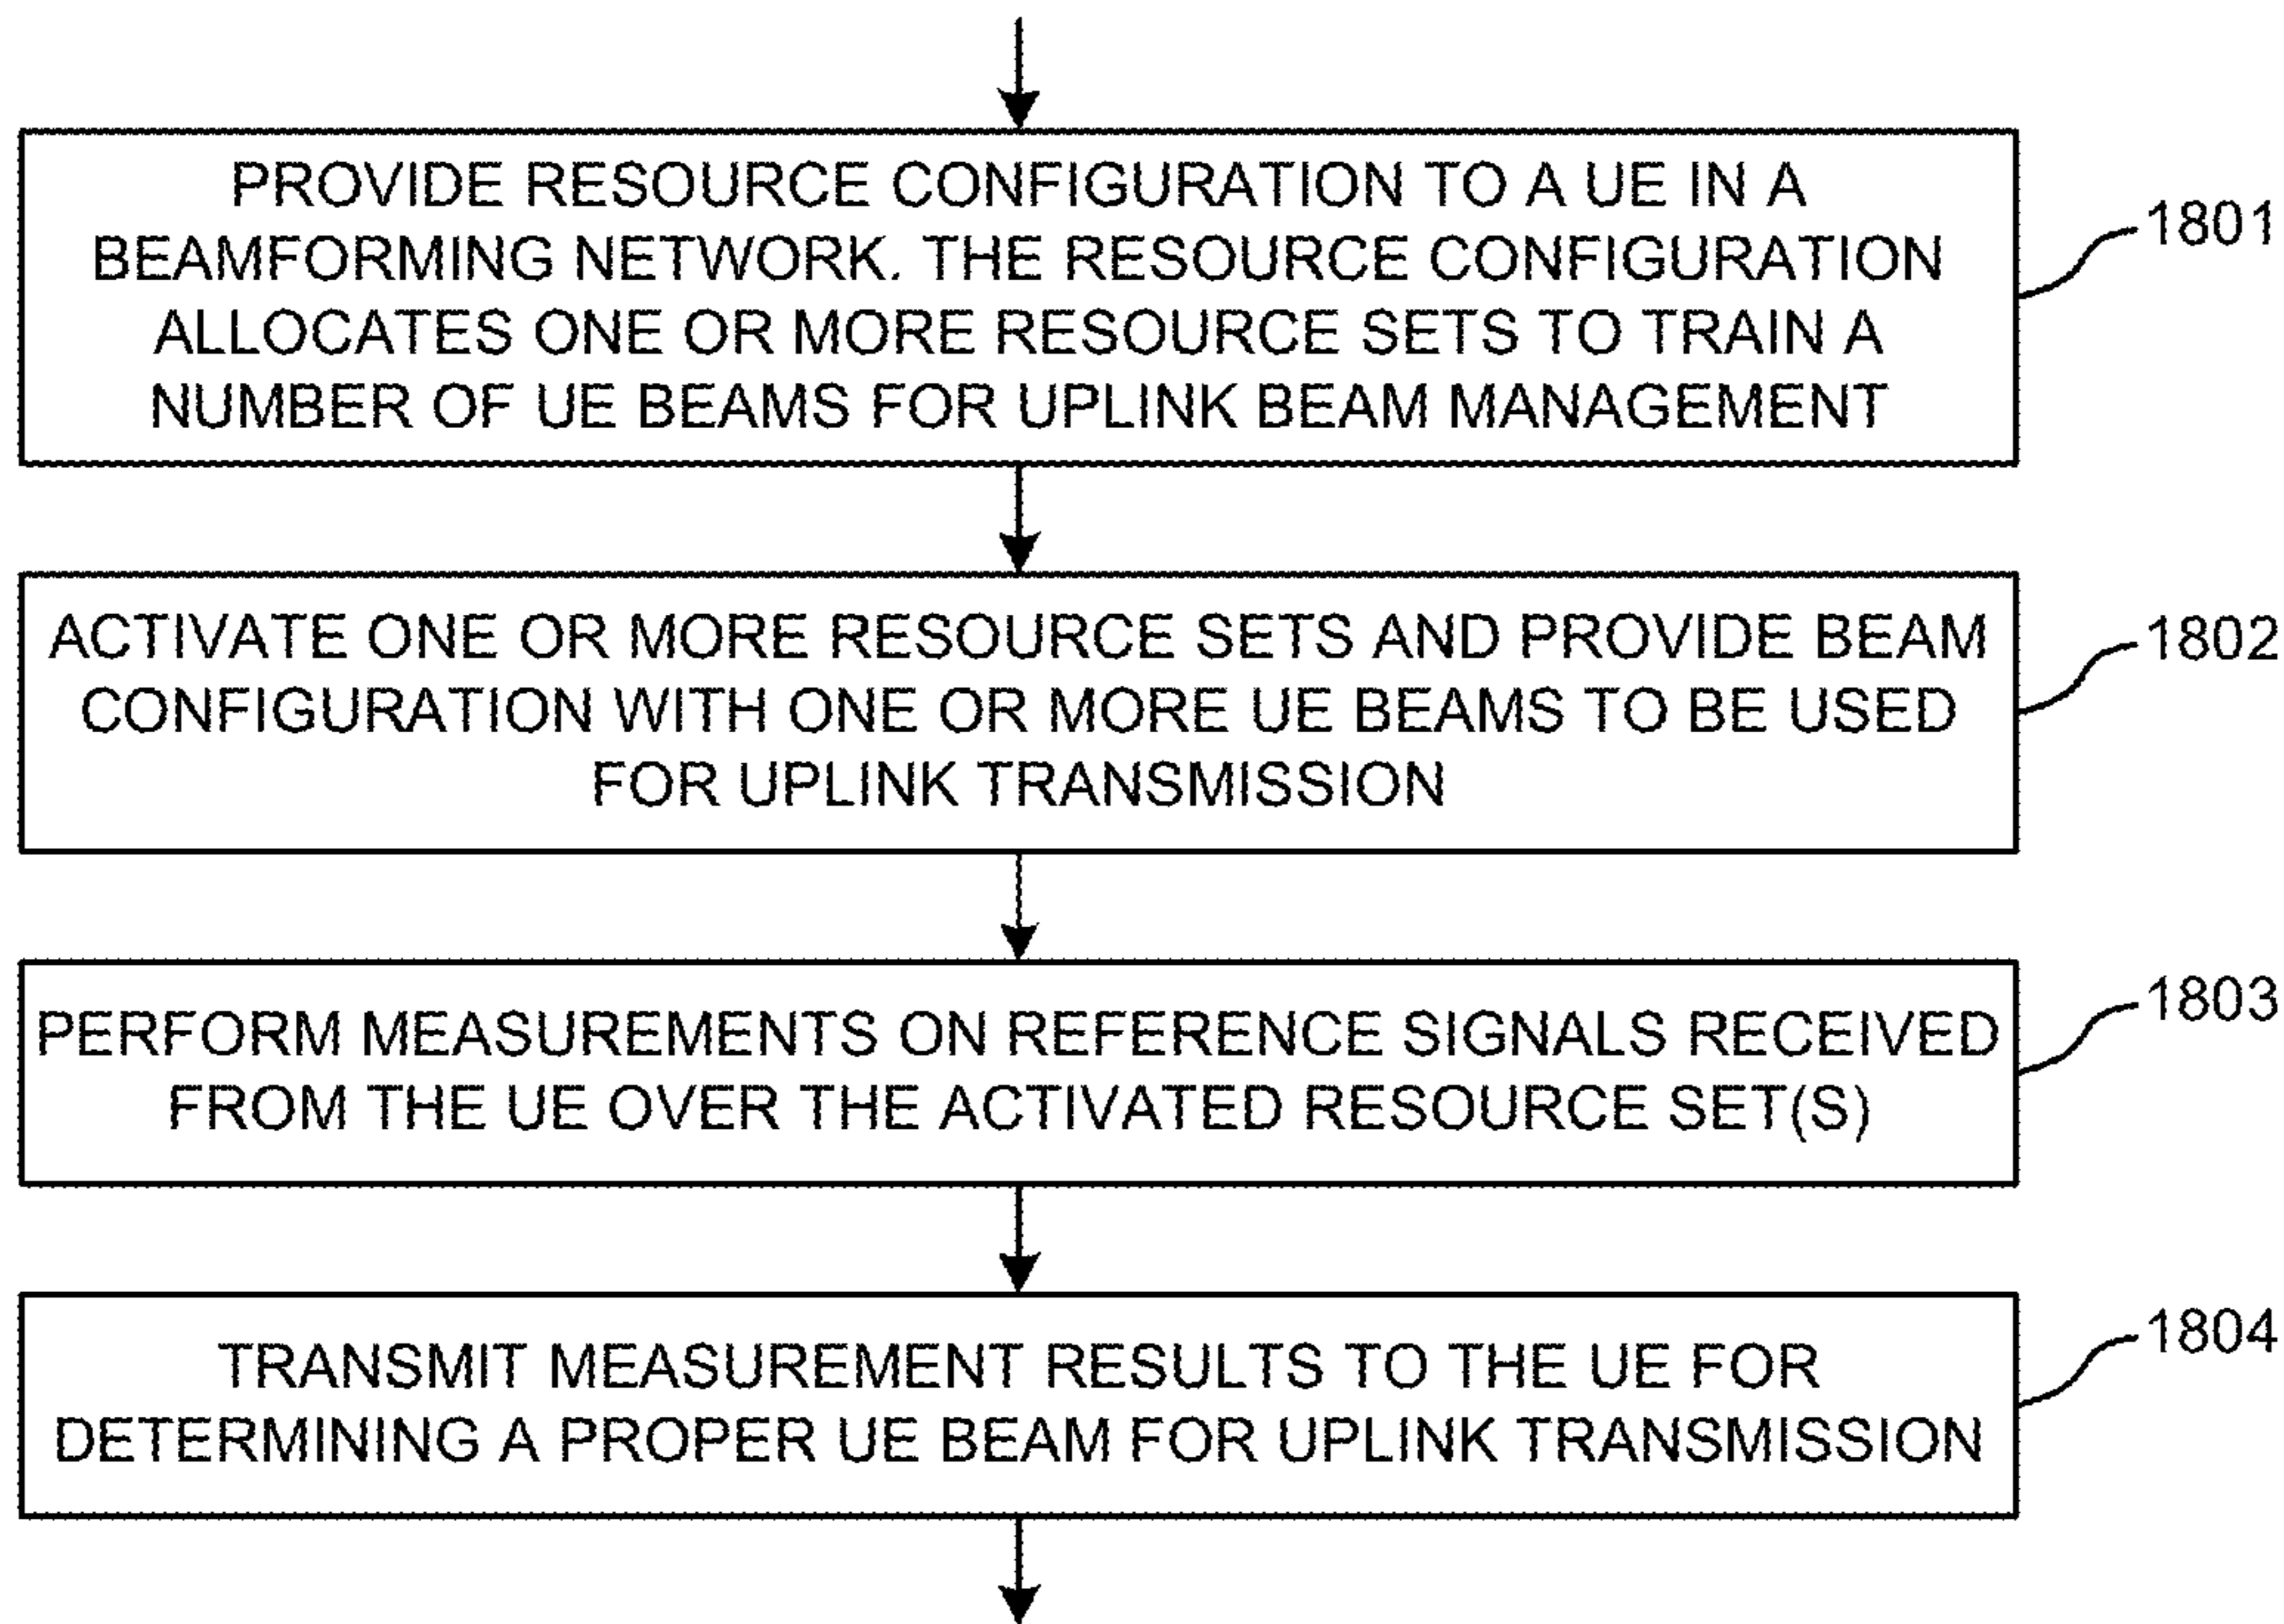 PROVIDE RESOURCE CONFIGURATION TO A UE IN A
BEAMFORMING NETWORK. THE RESOURCE CONFIGURATION
ALLOCATES ONE OR MORE RESOURCE SETS TO TRAIN A
NUMBER OF UE BEAMS FOR UPLINK BEAM MANAGEMENT
1801
ACTIVATE ONE OR MORE RESOURCE SETS AND PROVIDE BEAM
CONFIGURATION WITH ONE OR MORE UE BEAMS TO BE USED
FOR UPLINK TRANSMISSION
1802
PERFORM MEASUREMENTS ON REFERENCE SIGNALS RECEIVED
FROM THE UE OVER THE ACTIVATED RESOURCE SET(S)
1803
TRANSMIT MEASUREMENT RESULTS TO THE UE FOR
DETERMINING A PROPER UE BEAM FOR UPLINK TRANSMISSION
1804